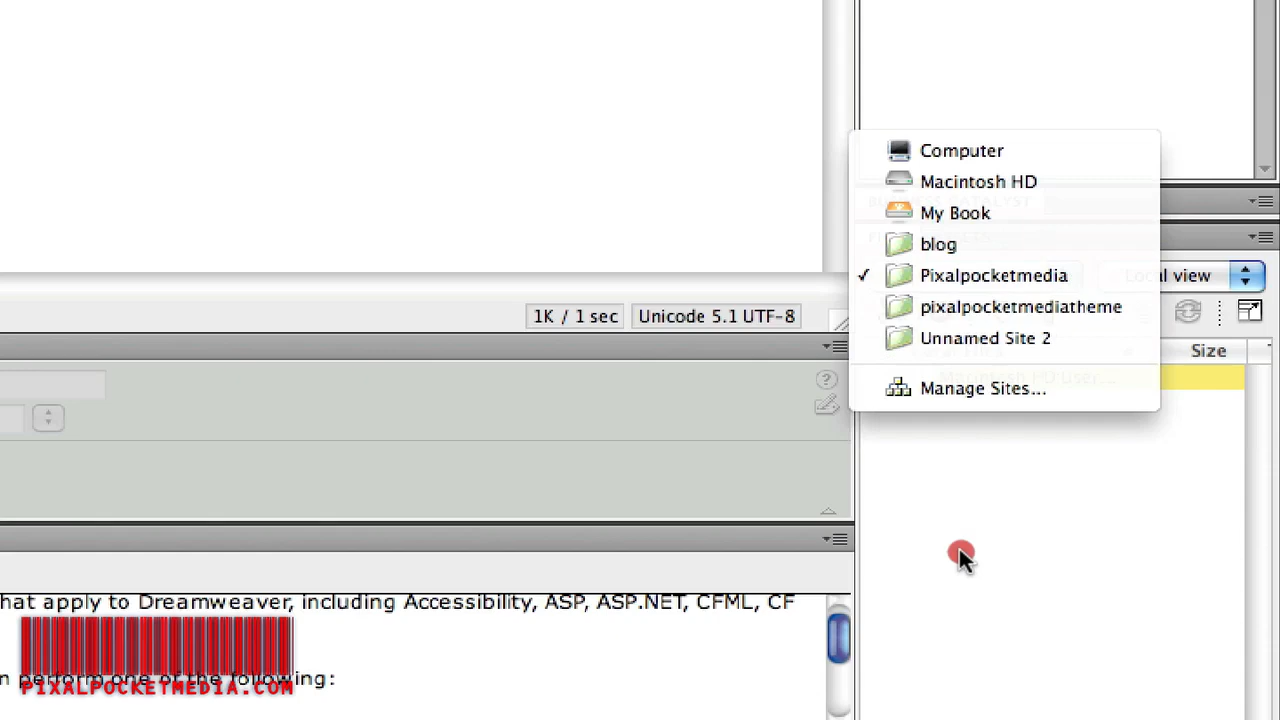 Computer
Macintosh HD
My Book
blog
✓ Pixalpocketmedia
Local view
pixalpocketmediatheme
1K / 1 sec
Unicode 5.1 UTF-8
Unnamed Site 2
Size
Manage Sites...
hat apply to Dreamweaver, including Accessibility, ASP, ASP.NET, CFML, CF
n perform one of the following:
PIXALPOCKETMEDIA.COM